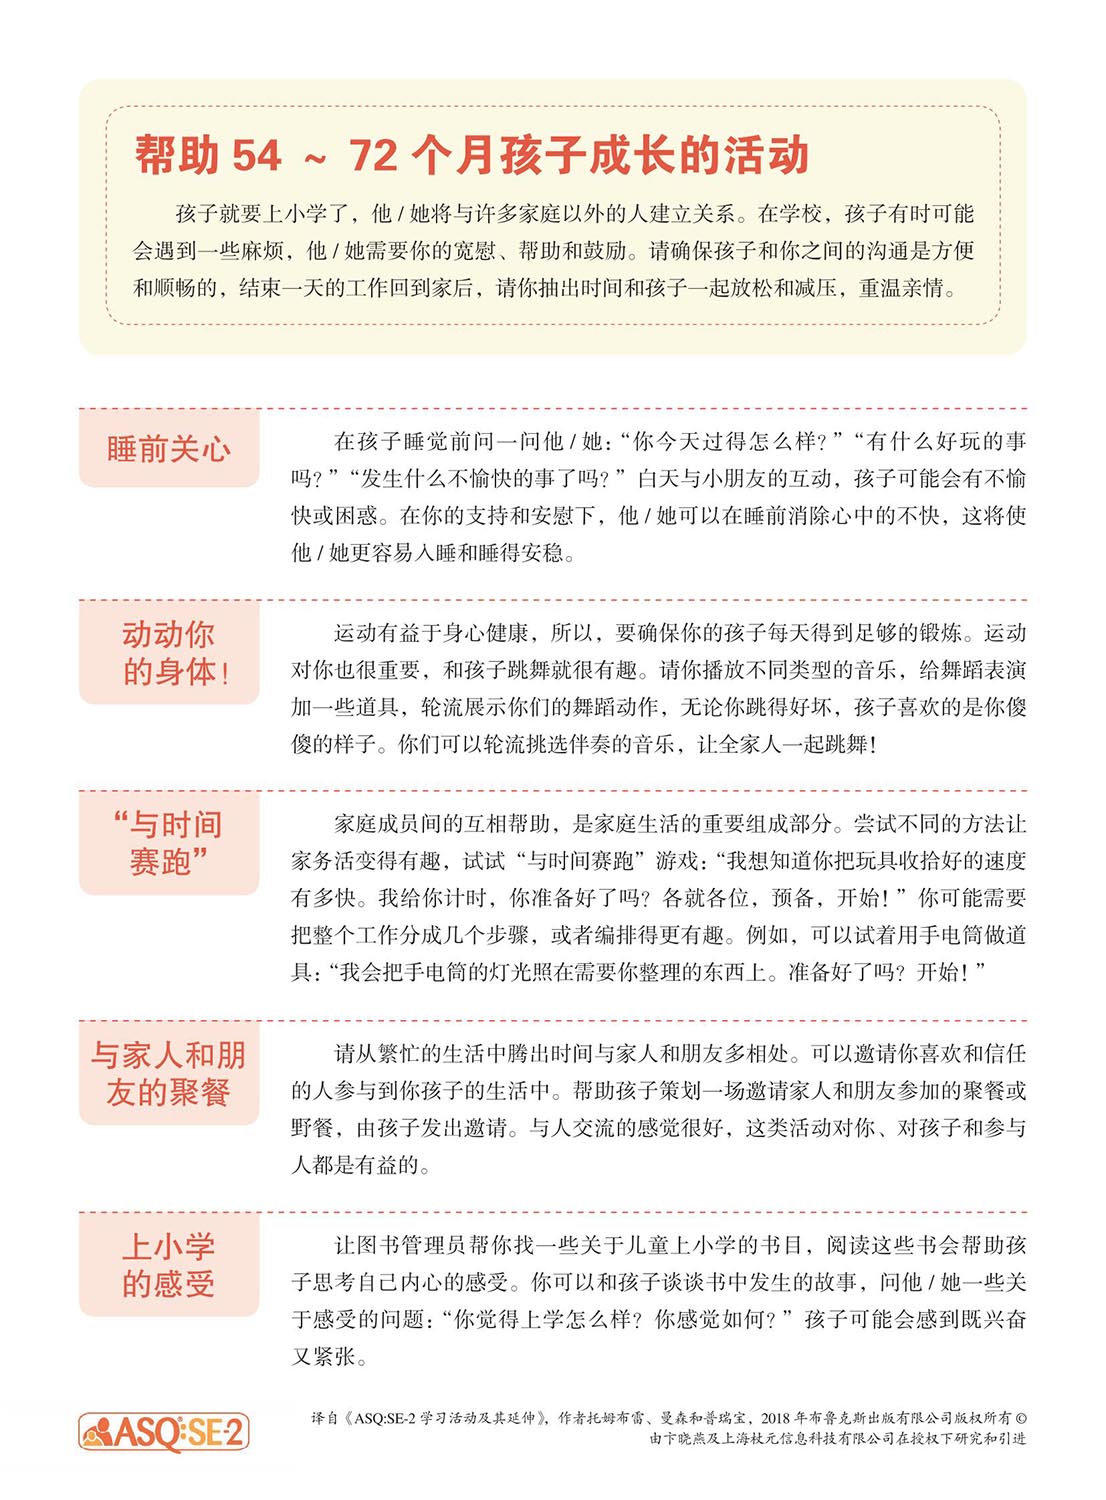 帮助 54 ~ 72 个月孩子成长的活动
孩子就要上小学了，他 / 她将与许多家庭以外的人建立关系。在学校，孩子有时可能
会遇到一些麻烦，他 / 她需要你的宽慰、帮助和鼓励。请确保孩子和你之间的沟通是方便
和顺畅的，结束一天的工作回到家后，请你抽出时间和孩子一起放松和减压，重温亲情。
睡前关心
在孩子睡觉前问一问他 / 她：“你今天过得怎么样？”“有什么好玩的事
吗？”“发生什么不愉快的事了吗？”白天与小朋友的互动，孩子可能会有不愉
快或困惑。在你的支持和安慰下，他 / 她可以在睡前消除心中的不快，这将使
他 / 她更容易入睡和睡得安稳。
动动你
的身体！
运动有益于身心健康，所以，要确保你的孩子每天得到足够的锻炼。运动
对你也很重要，和孩子跳舞就很有趣。请你播放不同类型的音乐，给舞蹈表演
加一些道具，轮流展示你们的舞蹈动作，无论你跳得好坏，孩子喜欢的是你傻
傻的样子。你们可以轮流挑选伴奏的音乐，让全家人一起跳舞！
“与时间
赛跑”
家庭成员间的互相帮助，是家庭生活的重要组成部分。尝试不同的方法让
家务活变得有趣，试试“与时间赛跑”游戏：“我想知道你把玩具收拾好的速度
有多快。我给你计时，你准备好了吗？各就各位，预备，开始！”你可能需要
把整个工作分成几个步骤，或者编排得更有趣。例如，可以试着用手电筒做道
具：“我会把手电筒的灯光照在需要你整理的东西上。准备好了吗？开始！”
与家人和朋
友的聚餐
请从繁忙的生活中腾出时间与家人和朋友多相处。可以邀请你喜欢和信任
的人参与到你孩子的生活中。帮助孩子策划一场邀请家人和朋友参加的聚餐或
野餐，由孩子发出邀请。与人交流的感觉很好，这类活动对你、对孩子和参与
人都是有益的。
上小学
的感受
让图书管理员帮你找一些关于儿童上小学的书目，阅读这些书会帮助孩
子思考自己内心的感受。你可以和孩子谈谈书中发生的故事，问他 / 她一些关
于感受的问题：“你觉得上学怎么样？你感觉如何？”孩子可能会感到既兴奋
又紧张。
ASQ:SE-2
译自《ASQ:SE-2 学习活动及其延伸》，作者托姆布雷、曼森和普瑞宝，2018 年布鲁克斯出版有限公司版权所有 ©
由卞晓燕及上海杖元信息科技有限公司在授权下研究和引进